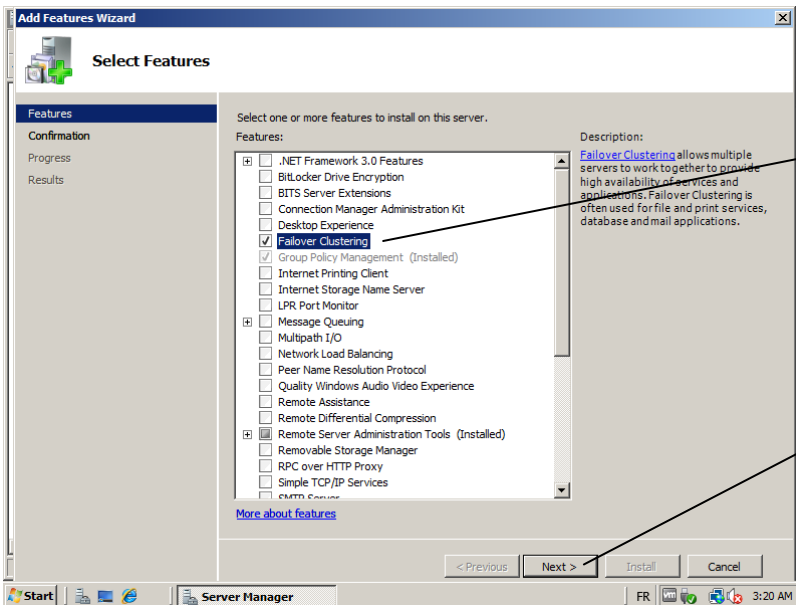 Add Features Wizard
Select Features
Features
Confirmation
Progress
Results
Select one or more features to install on this server.
Features:
.NET Framework 3.0 Features
BitLocker Drive Encryption
BITS Server Extensions
Connection Manager Administration Kit
Desktop Experience
Failover Clustering
Group Policy Management (Installed)
Internet Printing Client
Internet Storage Name Server
LPR Port Monitor
Message Queuing
Multipath I/O
Network Load Balancing
Peer Name Resolution Protocol
Quality Windows Audio Video Experience
Remote Assistance
Remote Differential Compression
Remote Server Administration Tools (Installed)
Removable Storage Manager
RPC over HTTP Proxy
Simple TCP/IP Services
SMTP Server
More about features
Description:
Failover Clustering allows multiple
servers to work together to provide
high availability of services and
applications. Failover Clustering is
often used for file and print services,
database and mail applications.
< Previous
Next >
Install
Cancel
Start
Server Manager
FR
3:20 AM